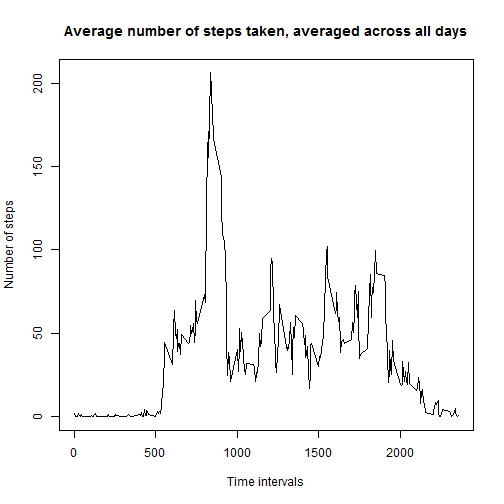 Average number of steps taken, averaged across all days
Number of steps
200
150
100
50
0
0 500 1000 1500 2000
Time intervals